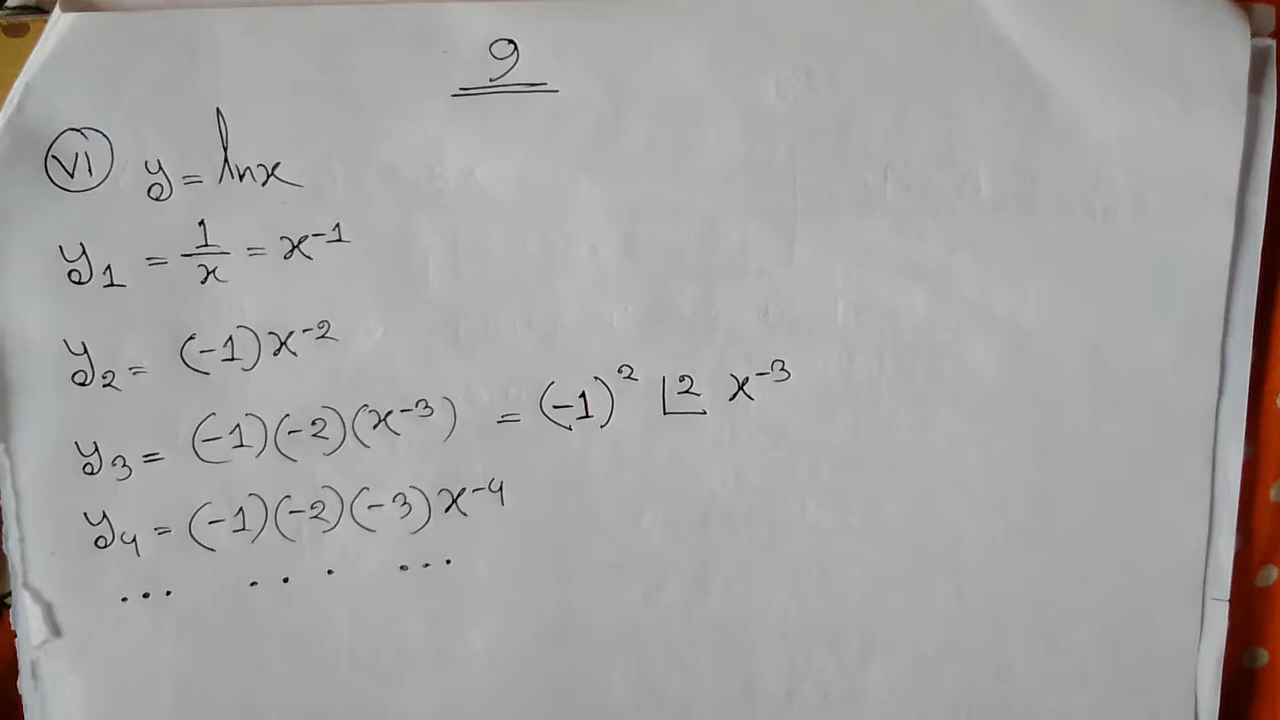 9
(VI) y = lnx
y₁ = 1/x = x⁻¹
y₂ = (-1)x⁻²
y₃ = (-1)(-2)(x⁻³) = (-1)² ⌊2 x⁻³
y₄ = (-1)(-2)(-3)x⁻⁴
... ... ...